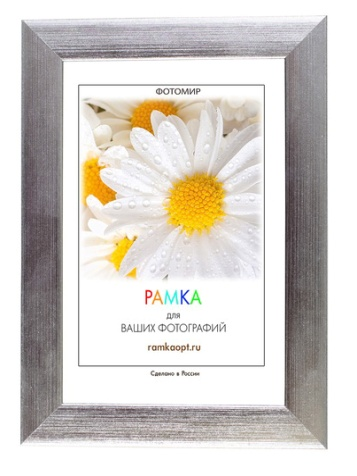 ФОТОМИР
РАМКА
для
ВАШИХ ФОТОГРАФИЙ
ramkaopt.ru
Сделано в России